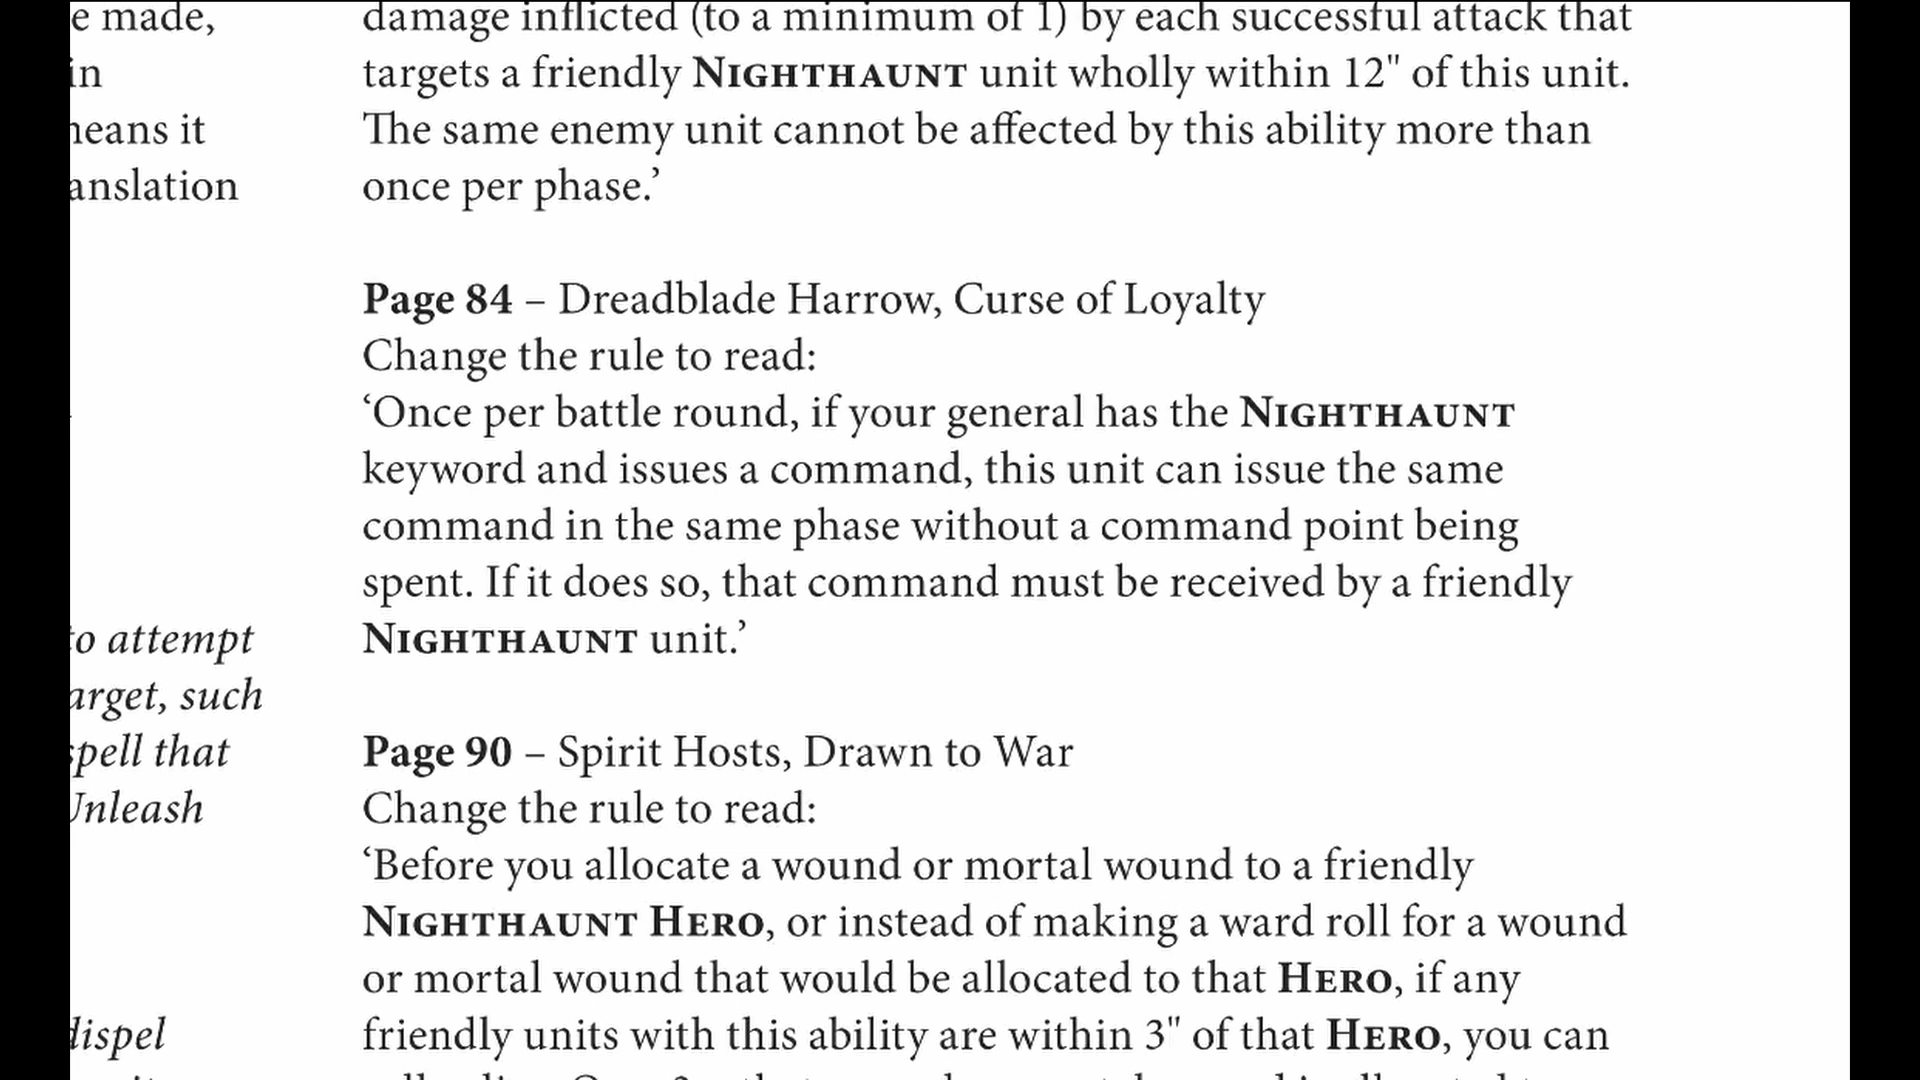 e made,
in
means it
anslation
to attempt
arget, such
spell that
Unleash
dispel
damage inflicted (to a minimum of 1) by each successful attack that
targets a friendly NIGHTHAUNT unit wholly within 12" of this unit.
The same enemy unit cannot be affected by this ability more than
once per phase.’
Page 84 – Dreadblade Harrow, Curse of Loyalty
Change the rule to read:
‘Once per battle round, if your general has the NIGHTHAUNT
keyword and issues a command, this unit can issue the same
command in the same phase without a command point being
spent. If it does so, that command must be received by a friendly
NIGHTHAUNT unit.’
Page 90 – Spirit Hosts, Drawn to War
Change the rule to read:
‘Before you allocate a wound or mortal wound to a friendly
NIGHTHAUNT HERO, or instead of making a ward roll for a wound
or mortal wound that would be allocated to that HERO, if any
friendly units with this ability are within 3" of that HERO, you can